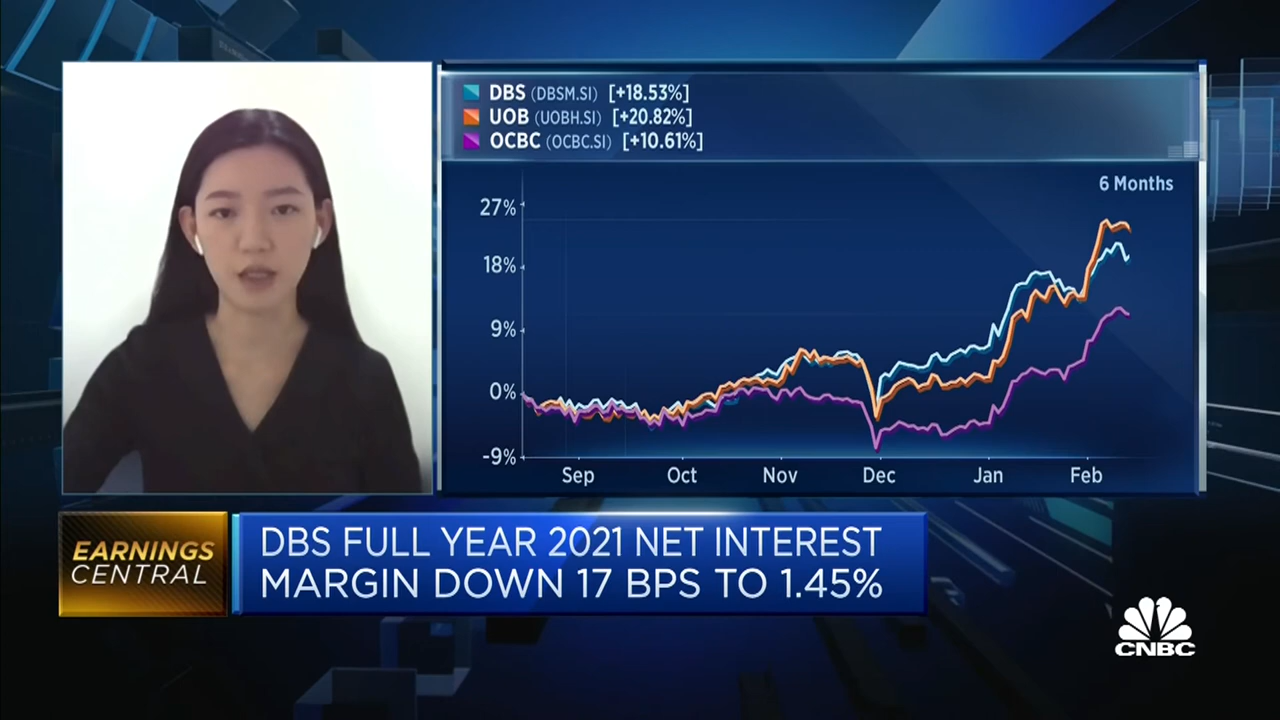 DBS (DBSM.SI) [+18.53%]
UOB (UOBH.SI) [+20.82%]
OCBC (OCBC.SI) [+10.61%]
6 Months
27%
18%
9%
0%
-9%
Sep Oct Nov Dec Jan Feb
EARNINGS
CENTRAL
DBS FULL YEAR 2021 NET INTEREST
MARGIN DOWN 17 BPS TO 1.45%
CNBC